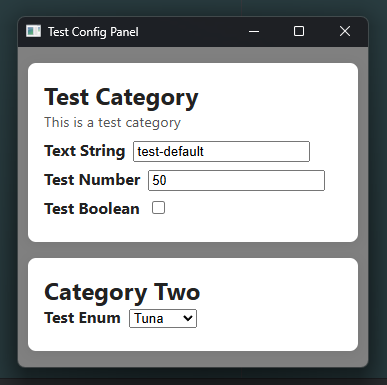 Test Config Panel
Test Category
This is a test category
Text String test-default
Test Number 50
Test Boolean
Category Two
Test Enum Tuna